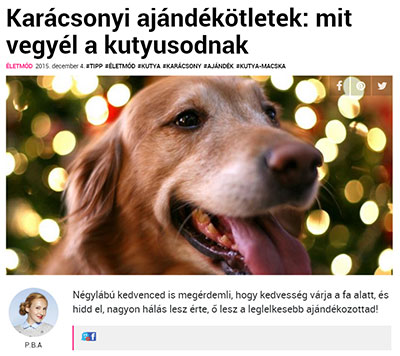 Karácsonyi ajándékötletek: mit
vegyél a kutyusodnak
ÉLETMÓD 2015. december 4. #TIPP #ÉLETMÓD #KUTYA #KARÁCSONY #AJÁNDÉK #KUTYA-MACSKA
Négylábú kedvenced is megérdemli, hogy kedvesség várja a fa alatt, és
hidd el, nagyon hálás lesz érte, ő lesz a leglelkesebb ajándékozottad!
P.B.A